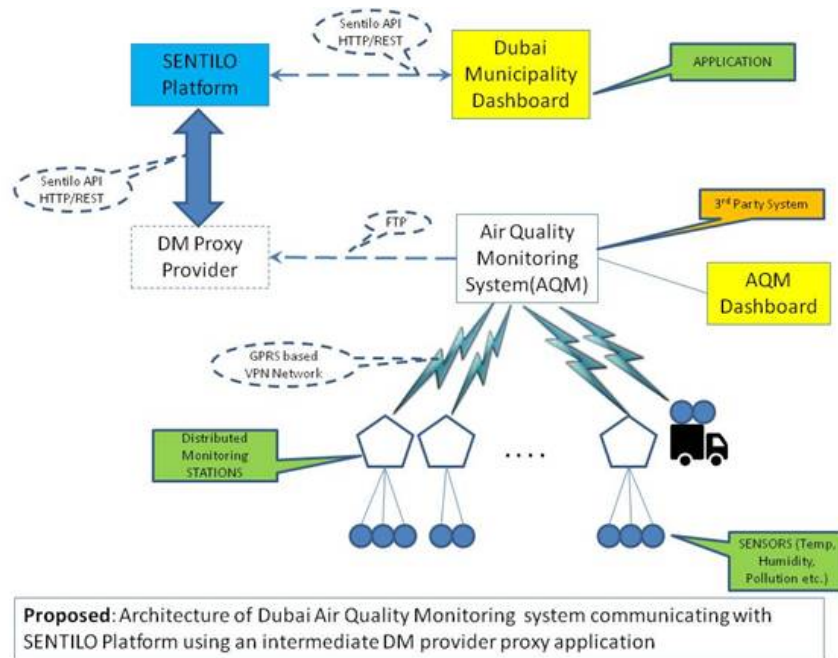 Sentilo API
HTTP/REST
SENTILO
Platform
Dubai
Municipality
Dashboard
APPLICATION
Sentilo API
HTTP/REST
DM Proxy
Provider
FTP
Air Quality
Monitoring
System(AQM)
3rd Party System
AQM
Dashboard
GPRS based
VPN Network
Distributed
Monitoring
STATIONS
....
SENSORS (Temp,
Humidity,
Pollution etc.)
Proposed: Architecture of Dubai Air Quality Monitoring system communicating with
SENTILO Platform using an intermediate DM provider proxy application